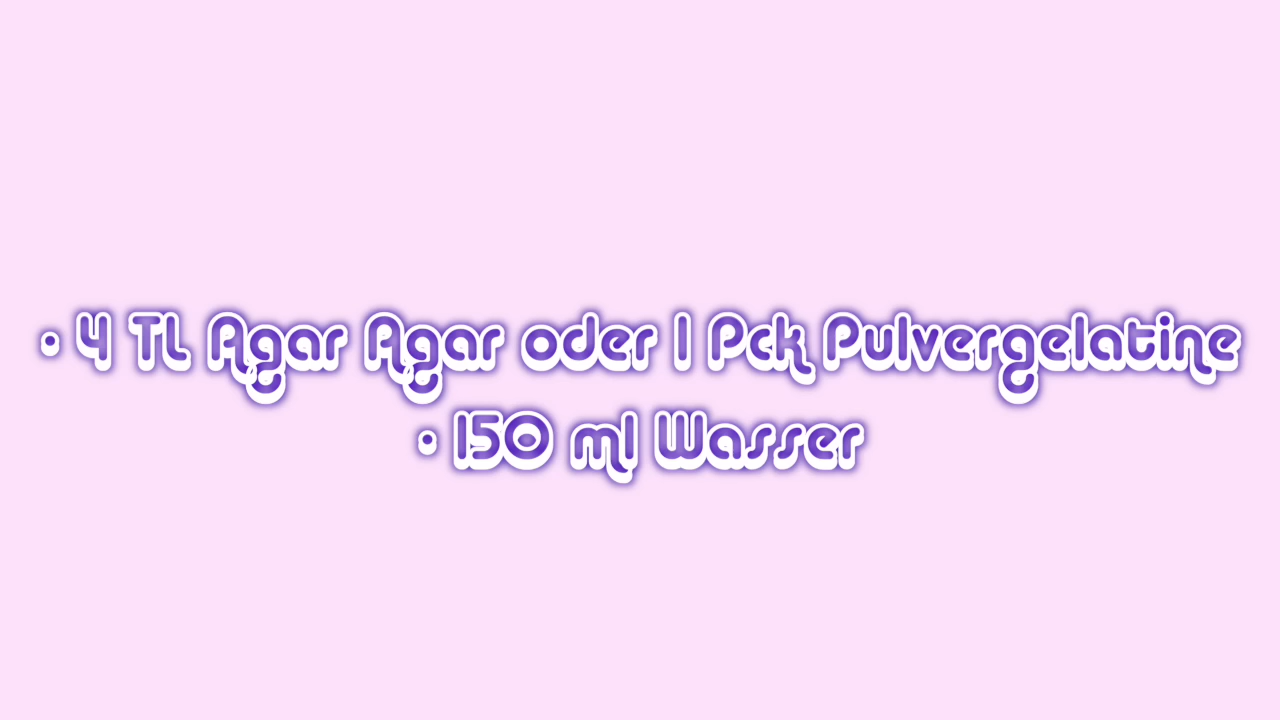 • 4 TL Agar Agar oder 1 Pck Pulvergelatine
• 150 ml Wasser